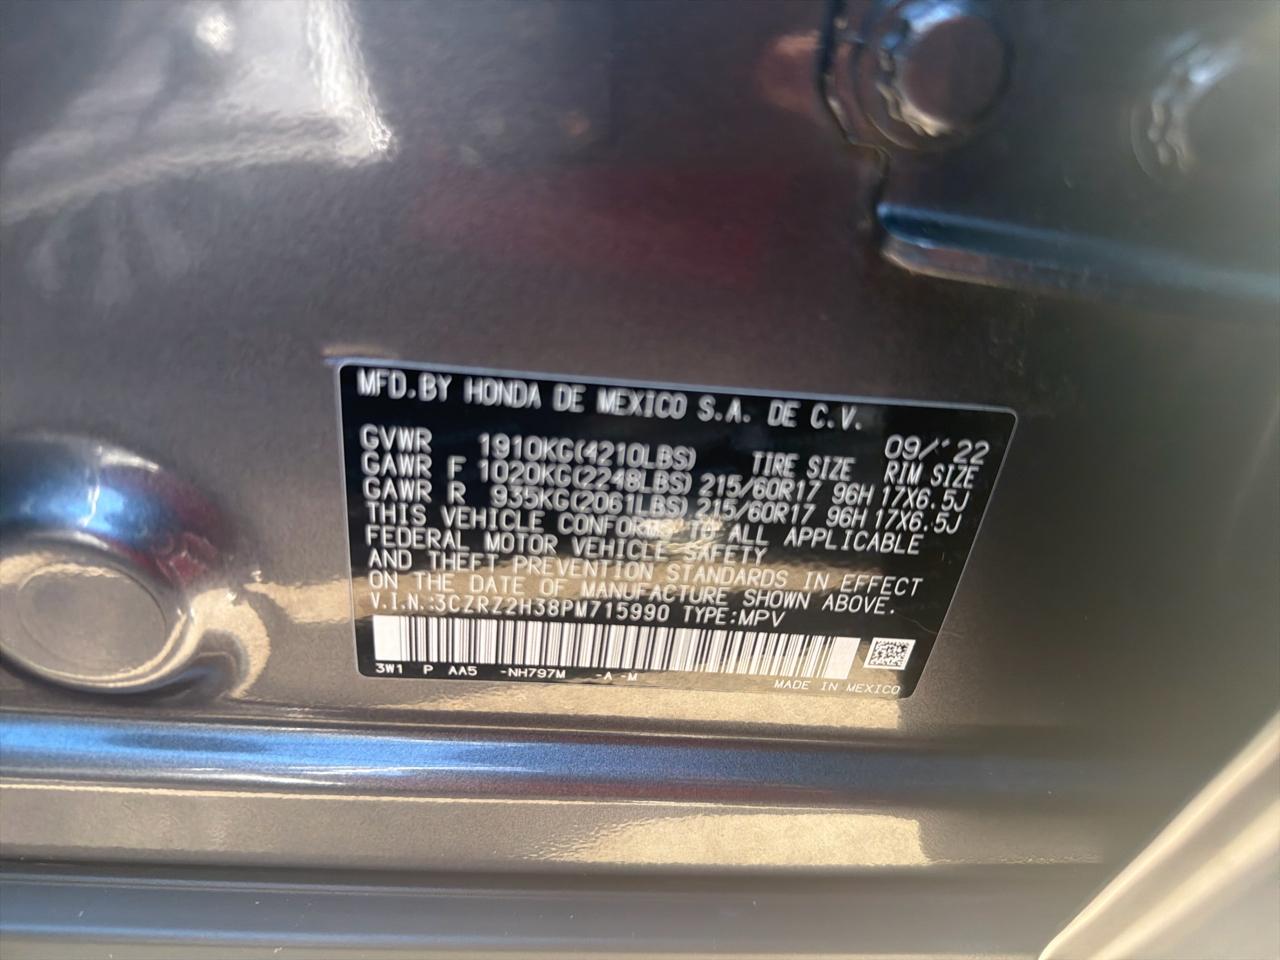 MFD.BY HONDA DE MEXICO S.A. DE C.V.
09/'22
GVWR 1910KG(4210LBS) TIRE SIZE RIM SIZE
GAWR F 1020KG(2248LBS) 215/60R17 96H 17X6.5J
GAWR R 935KG(2061LBS) 215/60R17 96H 17X6.5J
THIS VEHICLE CONFORMS TO ALL APPLICABLE
FEDERAL MOTOR VEHICLE SAFETY
AND THEFT PREVENTION STANDARDS IN EFFECT
ON THE DATE OF MANUFACTURE SHOWN ABOVE.
V.I.N.:3CZRZ2H38PM715990 TYPE:MPV
3W1 P AA5 -NH797M -A -M
MADE IN MEXICO